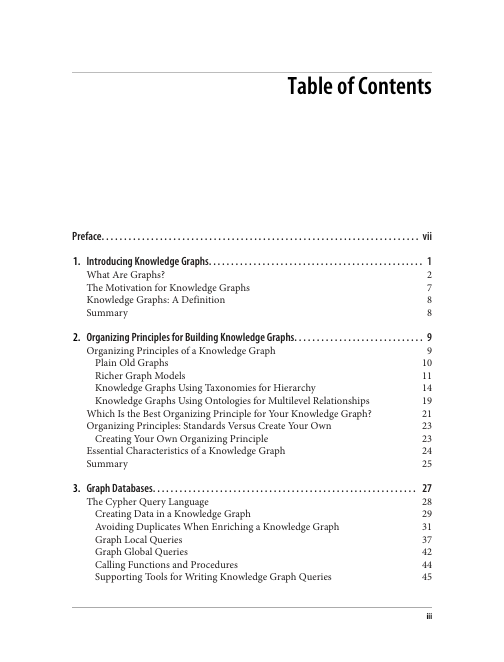 Table of Contents
Preface. . . . . . . . . . . . . . . . . . . . . . . . . . . . . . . . . . . . . . . . . . . . . . . . . . . . . . . . . . . . . . . . . . . . . . . vii
1. Introducing Knowledge Graphs. . . . . . . . . . . . . . . . . . . . . . . . . . . . . . . . . . . . . . . . . . . . . . . . 1
What Are Graphs? 2
The Motivation for Knowledge Graphs 7
Knowledge Graphs: A Definition 8
Summary 8
2. Organizing Principles for Building Knowledge Graphs. . . . . . . . . . . . . . . . . . . . . . . . . . . . . 9
Organizing Principles of a Knowledge Graph 9
Plain Old Graphs 10
Richer Graph Models 11
Knowledge Graphs Using Taxonomies for Hierarchy 14
Knowledge Graphs Using Ontologies for Multilevel Relationships 19
Which Is the Best Organizing Principle for Your Knowledge Graph? 21
Organizing Principles: Standards Versus Create Your Own 23
Creating Your Own Organizing Principle 23
Essential Characteristics of a Knowledge Graph 24
Summary 25
3. Graph Databases. . . . . . . . . . . . . . . . . . . . . . . . . . . . . . . . . . . . . . . . . . . . . . . . . . . . . . . . . . . 27
The Cypher Query Language 28
Creating Data in a Knowledge Graph 29
Avoiding Duplicates When Enriching a Knowledge Graph 31
Graph Local Queries 37
Graph Global Queries 42
Calling Functions and Procedures 44
Supporting Tools for Writing Knowledge Graph Queries 45
iii